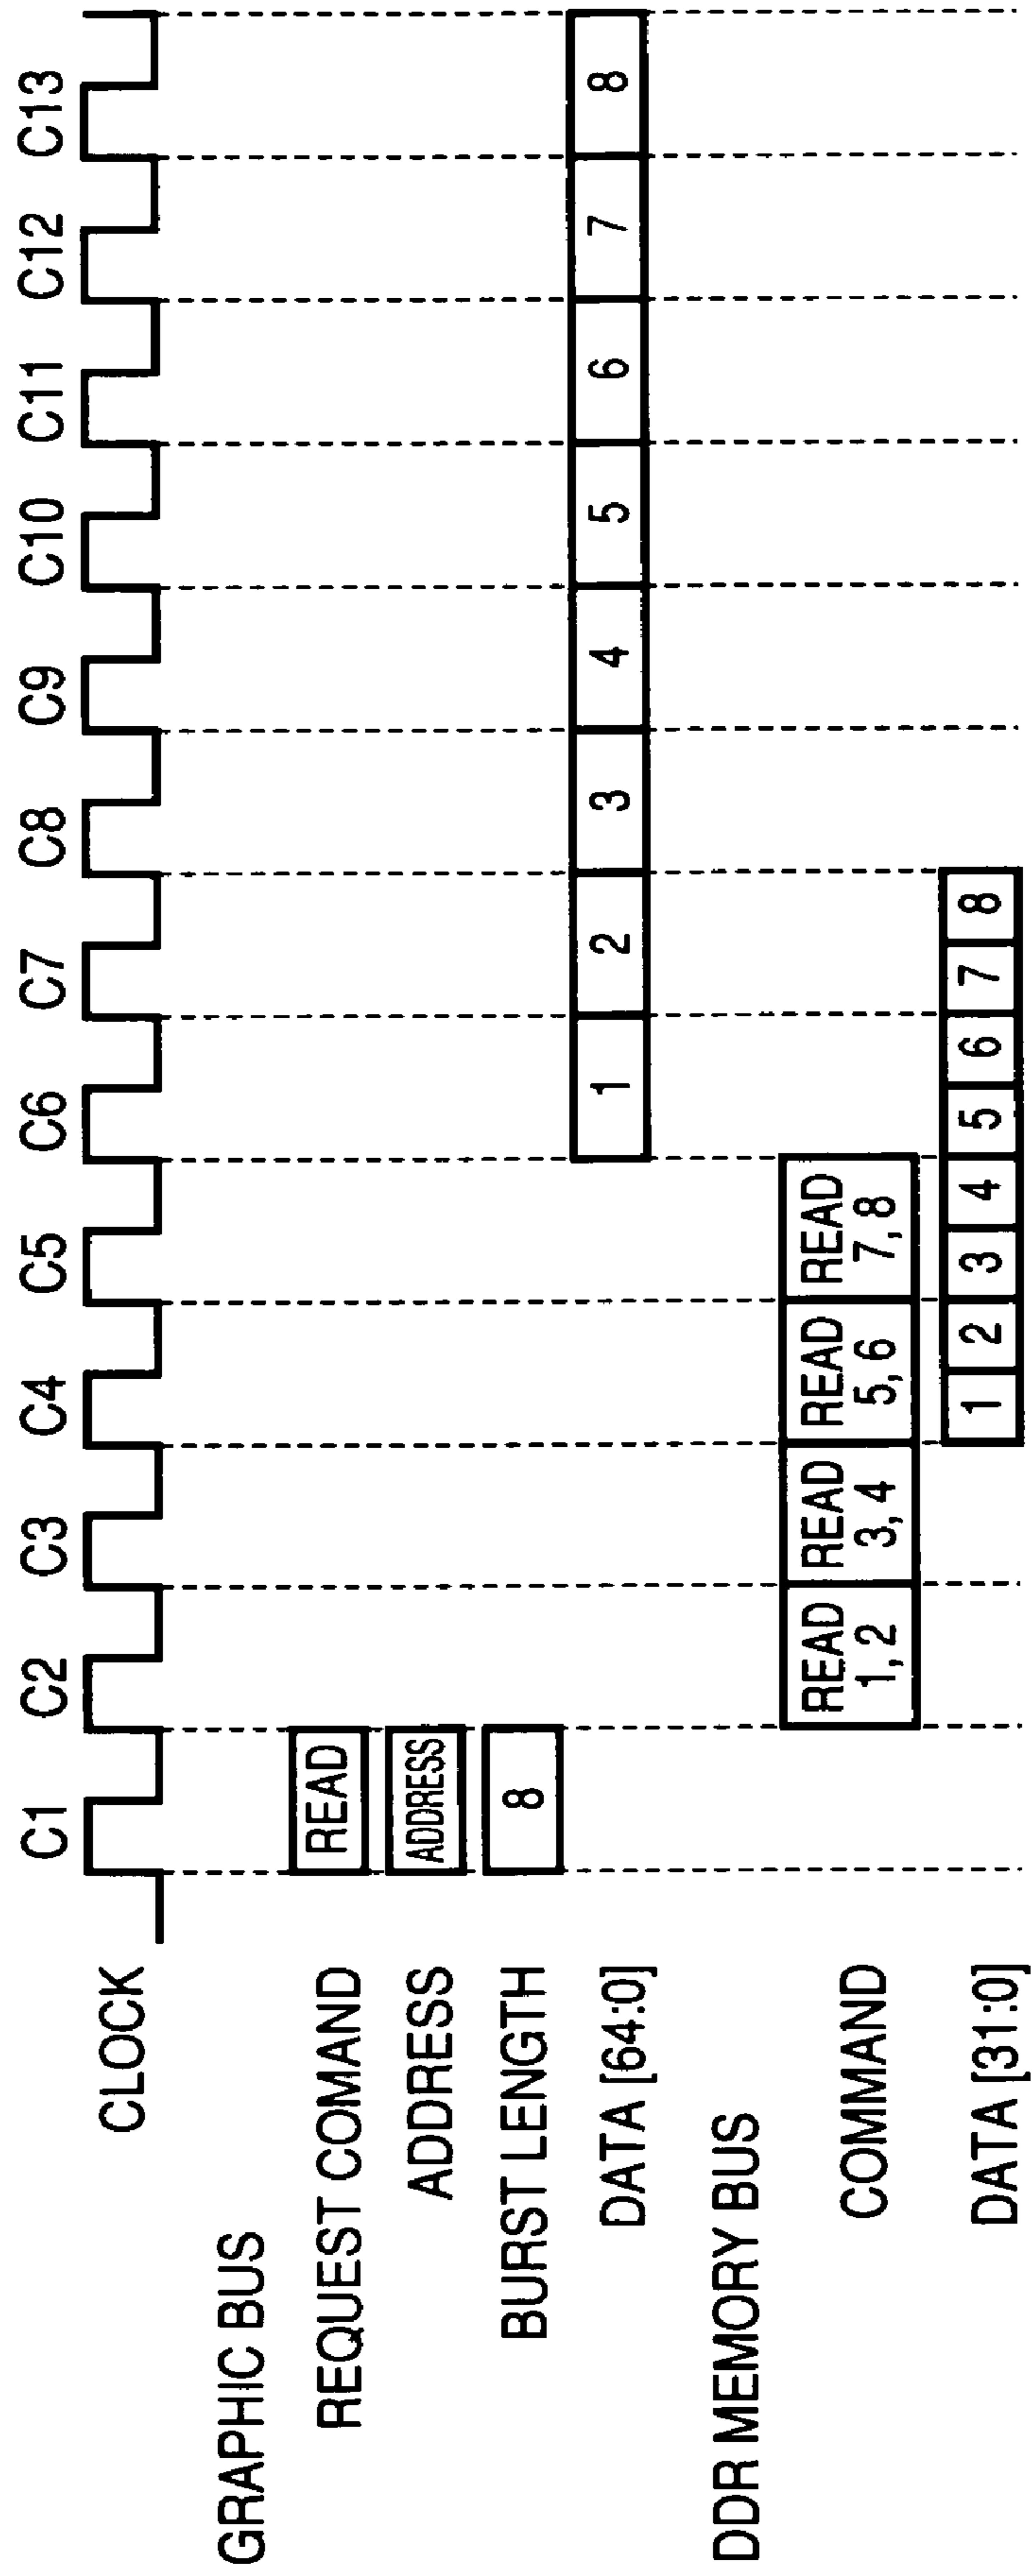 C1 C2 C3 C4 C5 C6 C7 C8 C9 C10 C11 C12 C13
CLOCK
GRAPHIC BUS
REQUEST COMAND READ
ADDRESS ADDRESS
BURST LENGTH 8
DATA [64:0] 1 2 3 4 5 6 7 8
DDR MEMORY BUS
COMMAND READ 1,2 READ 3,4 READ 5,6 READ 7,8
DATA [31:0] 1 2 3 4 5 6 7 8